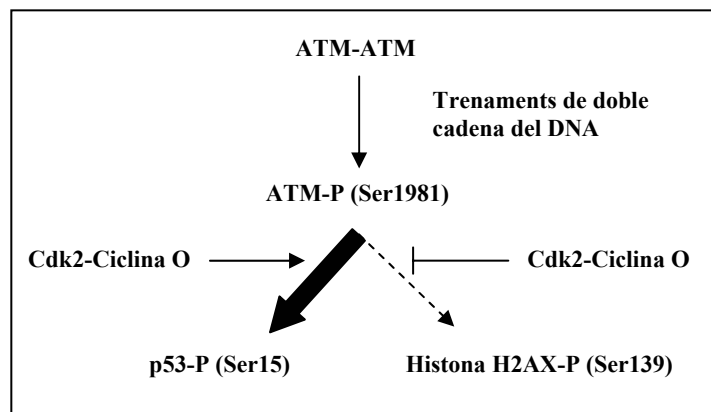 ATM-ATM
Trenaments de doble
cadena del DNA
ATM-P (Ser1981)
Cdk2-Ciclina O
Cdk2-Ciclina O
p53-P (Ser15)
Histona H2AX-P (Ser139)